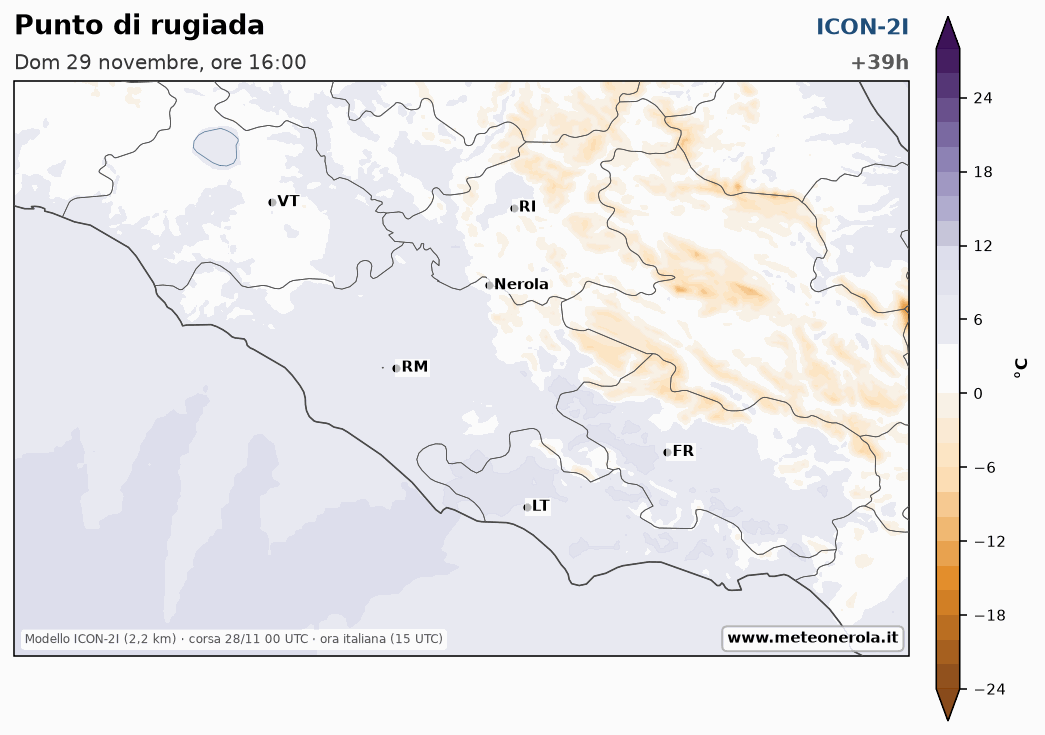 Punto di rugiada
ICON-2I
Dom 29 novembre, ore 16:00
+39h
VT
RI
Nerola
RM
FR
LT
24
18
12
6
0
−6
−12
−18
−24
°C
Modello ICON-2I (2,2 km) · corsa 28/11 00 UTC · ora italiana (15 UTC)
www.meteonerola.it